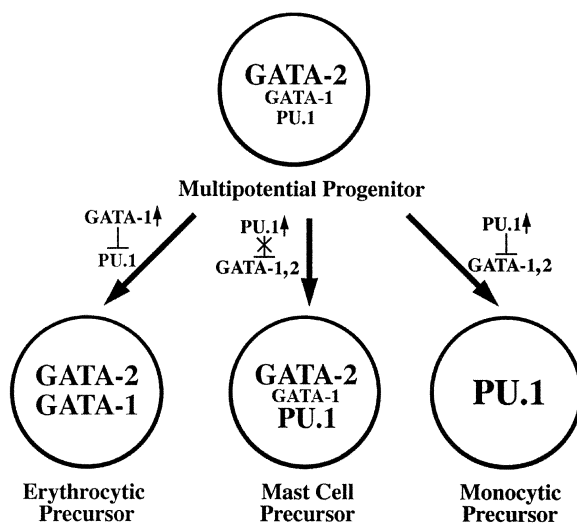 GATA-2
GATA-1
PU.1
Multipotential Progenitor
GATA-1
PU.1
PU.1
GATA-1,2
PU.1
GATA-1,2
GATA-2
GATA-1
GATA-2
GATA-1
PU.1
PU.1
Erythrocytic
Precursor
Mast Cell
Precursor
Monocytic
Precursor